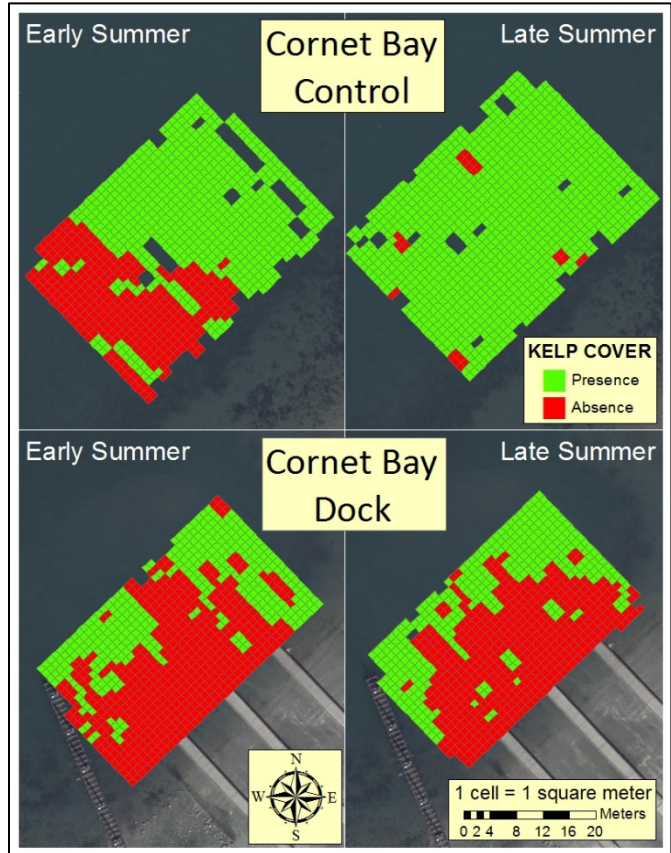 Early Summer
Cornet Bay
Control
Late Summer
KELP COVER
Presence
Absence
Early Summer
Cornet Bay
Dock
Late Summer
N
W E
S
1 cell = 1 square meter
Meters
0 2 4 8 12 16 20